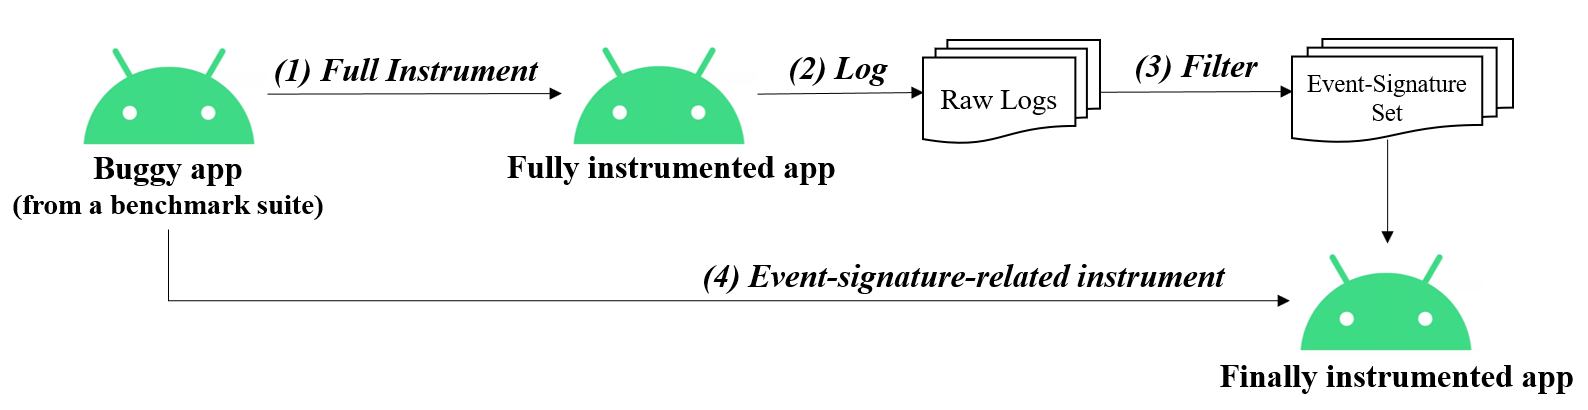 (1) Full Instrument
(2) Log
(3) Filter
Raw Logs
Event-Signature
Set
Buggy app
(from a benchmark suite)
Fully instrumented app
(4) Event-signature-related instrument
Finally instrumented app